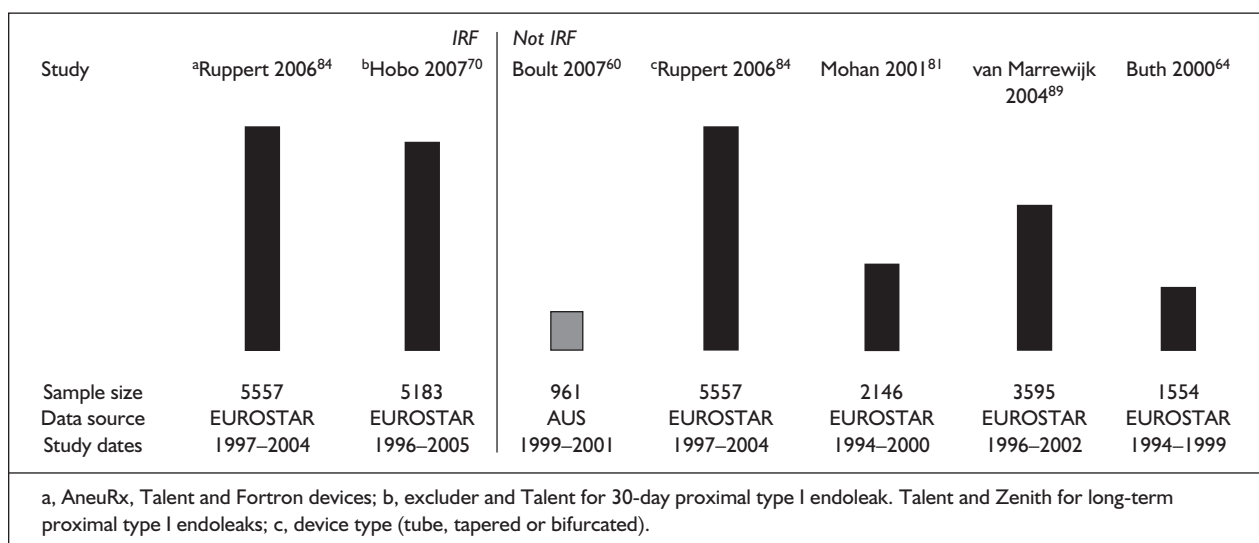 IRF Not IRF
Study ᵃRuppert 2006⁸⁴ ᵇHobo 2007⁷⁰ Boult 2007⁶⁰ ᶜRuppert 2006⁸⁴ Mohan 2001⁸¹ van Marrewijk 2004⁸⁹ Buth 2000⁶⁴
Sample size 5557 5183 961 5557 2146 3595 1554
Data source EUROSTAR EUROSTAR AUS EUROSTAR EUROSTAR EUROSTAR EUROSTAR
Study dates 1997–2004 1996–2005 1999–2001 1997–2004 1994–2000 1996–2002 1994–1999
a, AneuRx, Talent and Fortron devices; b, excluder and Talent for 30-day proximal type I endoleak. Talent and Zenith for long-term
proximal type I endoleaks; c, device type (tube, tapered or bifurcated).